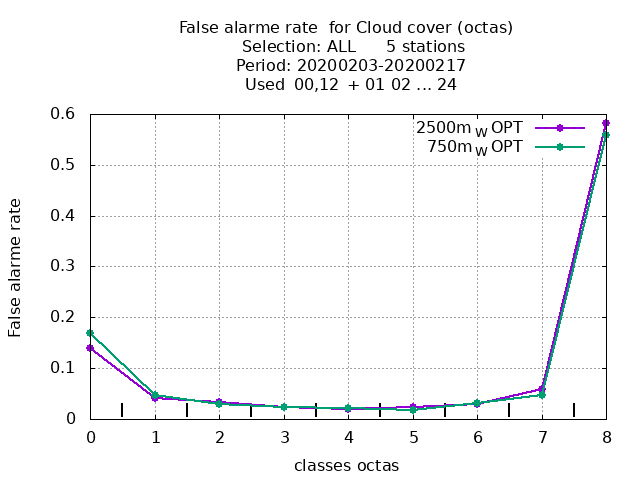 False alarme rate  for Cloud cover (octas)
Selection: ALL      5 stations
Period: 20200203-20200217
Used  00,12  + 01 02 ... 24
2500m W OPT
750m W OPT
0.6
0.5
0.4
0.3
0.2
0.1
0
False alarme rate
0 1 2 3 4 5 6 7 8
classes octas